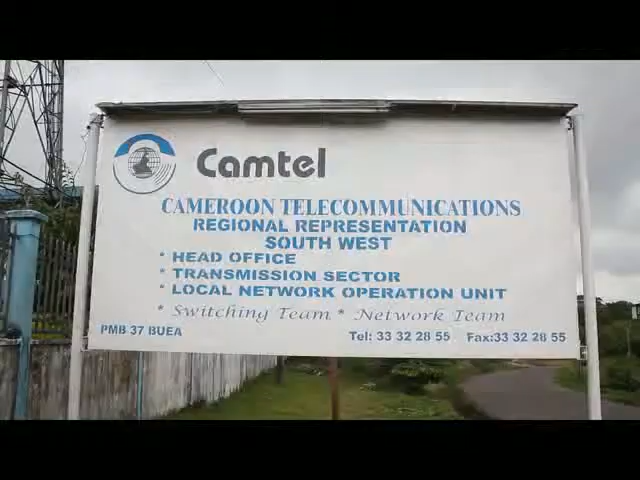 Camtel
CAMEROON TELECOMMUNICATIONS
REGIONAL REPRESENTATION
SOUTH WEST
* HEAD OFFICE
* TRANSMISSION SECTOR
* LOCAL NETWORK OPERATION UNIT
* Switching Team * Network Team
PMB 37 BUEA Tel: 33 32 28 55 Fax:33 32 28 55